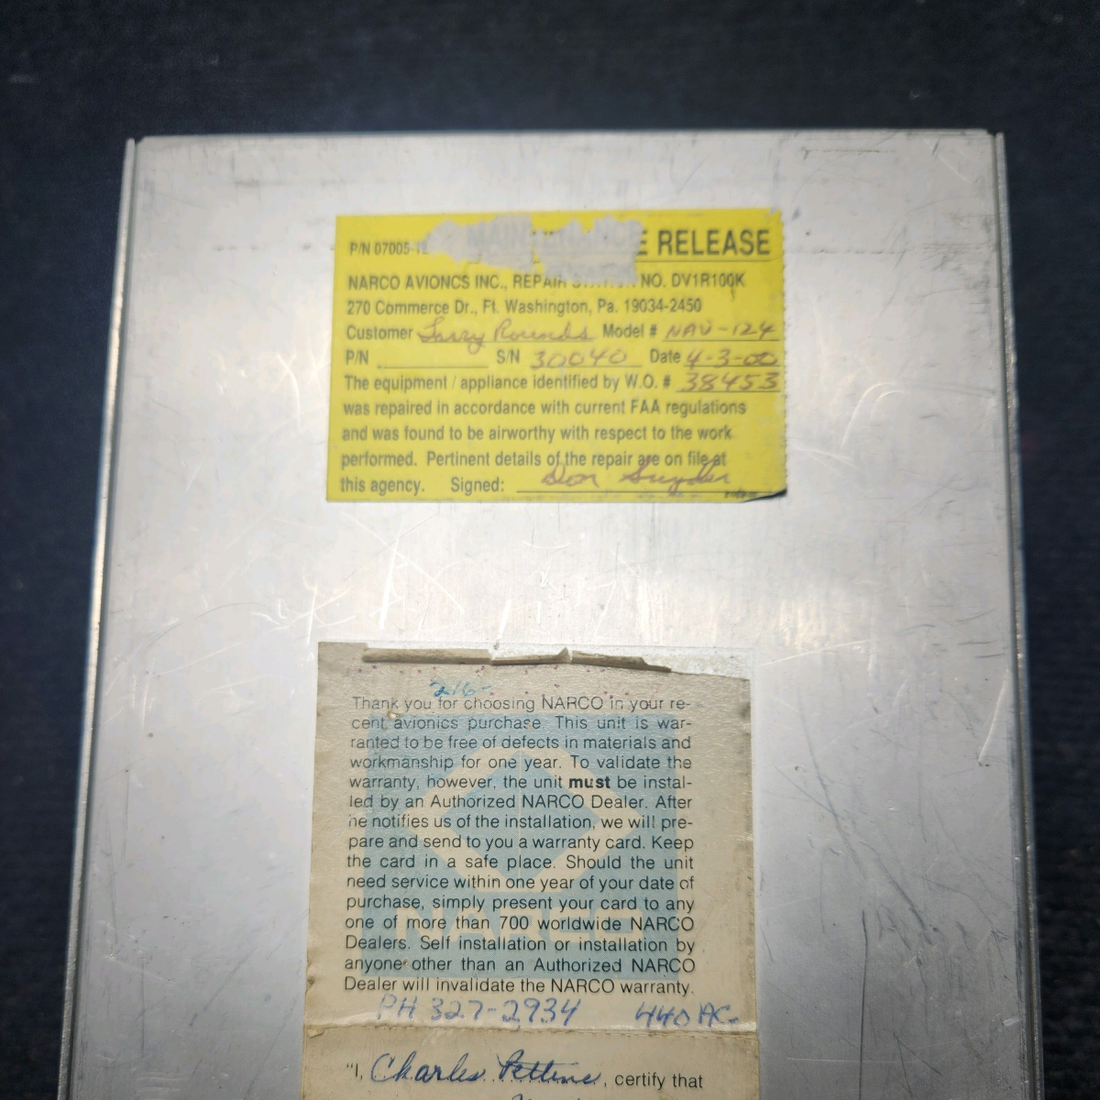 P/N 07005-1 MAINTENANCE RELEASE
NARCO AVIONCS INC., REPAIR STATION NO. DV1R100K
270 Commerce Dr., Ft. Washington, Pa. 19034-2450
Customer Larry Rounds Model # NAV-124
P/N S/N 30040 Date 4-3-00
The equipment / appliance identified by W.O. # 38453
was repaired in accordance with current FAA regulations
and was found to be airworthy with respect to the work
performed. Pertinent details of the repair are on file at
this agency. Signed: Don Snyder
216-
Thank you for choosing NARCO in your re-
cent avionics purchase. This unit is war-
ranted to be free of defects in materials and
workmanship for one year. To validate the
warranty, however, the unit must be instal-
led by an Authorized NARCO Dealer. After
he notifies us of the installation, we will pre-
pare and send to you a warranty card. Keep
the card in a safe place. Should the unit
need service within one year of your date of
purchase, simply present your card to any
one of more than 700 worldwide NARCO
Dealers. Self installation or installation by
anyone other than an Authorized NARCO
Dealer will invalidate the NARCO warranty.
PH 327-2934 440 AC.
"I, Charles , certify that